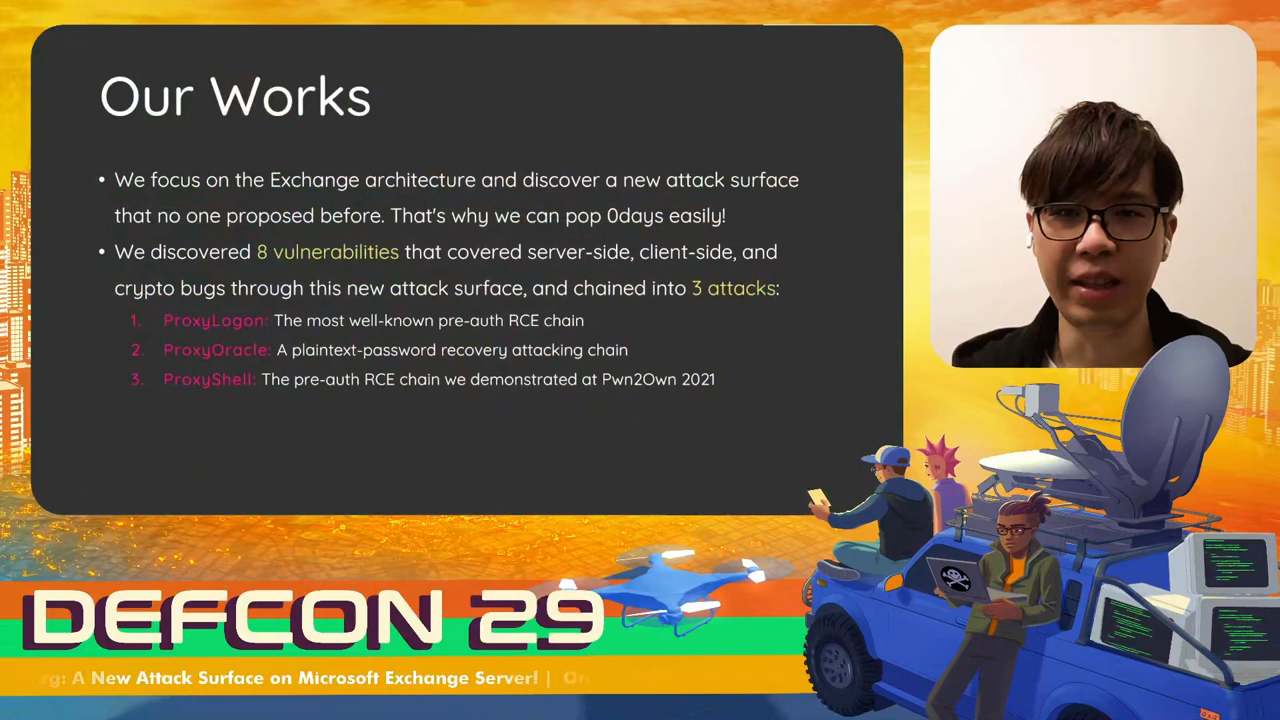 Our Works
• We focus on the Exchange architecture and discover a new attack surface
that no one proposed before. That's why we can pop 0days easily!
• We discovered 8 vulnerabilities that covered server-side, client-side, and
crypto bugs through this new attack surface, and chained into 3 attacks:
1. ProxyLogon: The most well-known pre-auth RCE chain
2. ProxyOracle: A plaintext-password recovery attacking chain
3. ProxyShell: The pre-auth RCE chain we demonstrated at Pwn2Own 2021
DEFCON 29
rg: A New Attack Surface on Microsoft Exchange Server! | Or